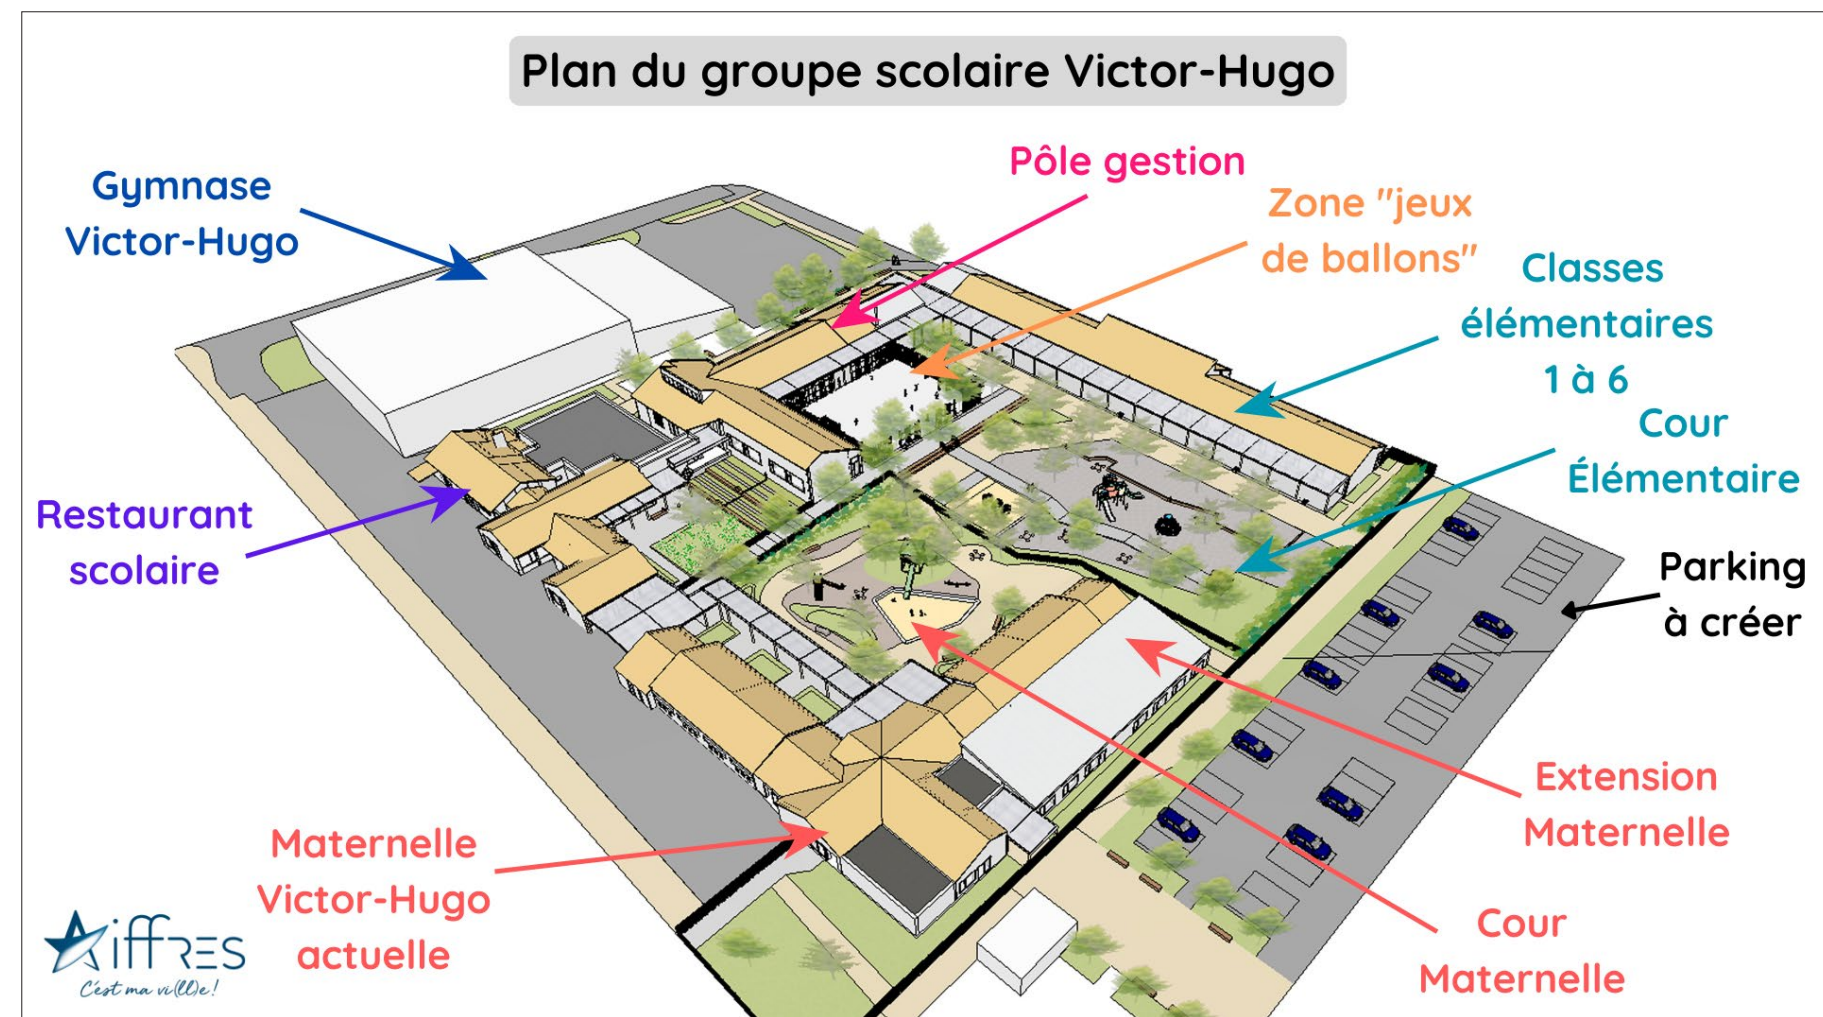 Plan du groupe scolaire Victor-Hugo
Pôle gestion
Gymnase
Victor-Hugo
Zone "jeux
de ballons"
Classes
élémentaires
1 à 6
Cour
Élémentaire
Restaurant
scolaire
Parking
à créer
Extension
Maternelle
Maternelle
Victor-Hugo
actuelle
Cour
Maternelle
AiffRES
C'est ma vi(ll)e!